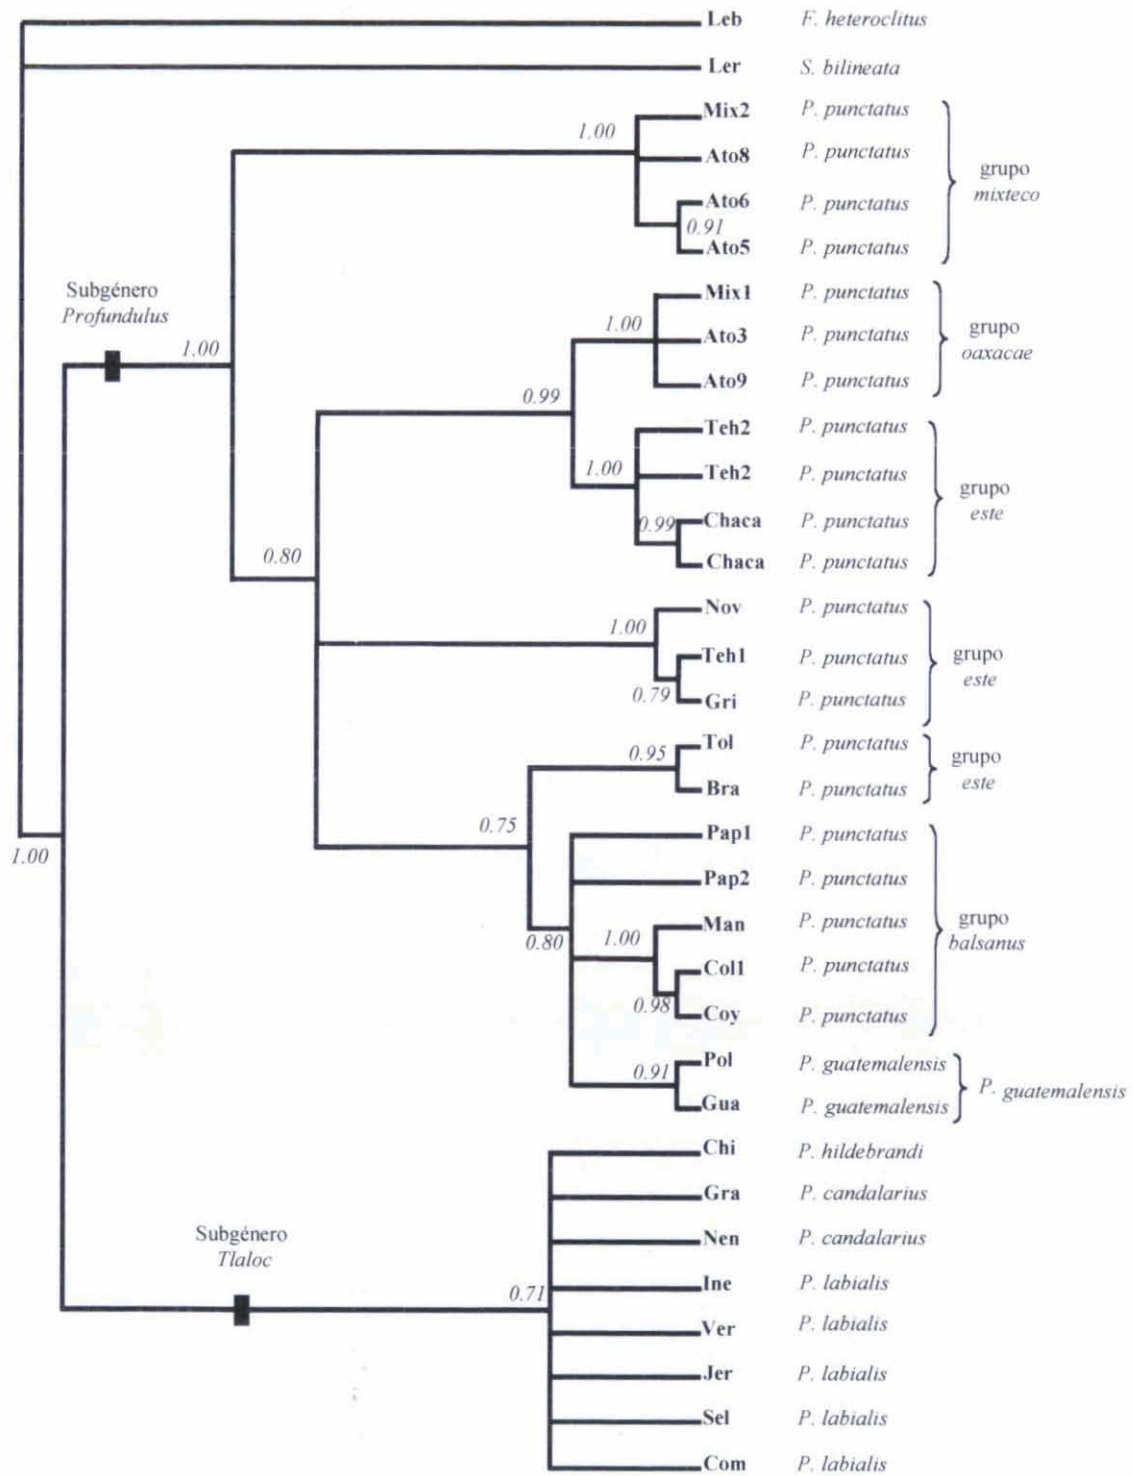 Leb F. heteroclitus
Ler S. bilineata
Mix2 P. punctatus
1.00
Ato8 P. punctatus
grupo
mixteco
Ato6 P. punctatus
0.91
Ato5 P. punctatus
Subgénero
Profundulus
1.00
Mix1 P. punctatus
1.00
Ato3 P. punctatus
grupo
oaxacae
Ato9 P. punctatus
0.99
Teh2 P. punctatus
1.00
Teh2 P. punctatus
grupo
este
0.99
Chaca P. punctatus
Chaca P. punctatus
0.80
Nov P. punctatus
1.00
Teh1 P. punctatus
grupo
este
0.79
Gri P. punctatus
Tol P. punctatus
0.95
grupo
este
Bra P. punctatus
0.75
Pap1 P. punctatus
1.00
Pap2 P. punctatus
Man P. punctatus
grupo
balsanus
0.80
1.00
Col1 P. punctatus
0.98
Coy P. punctatus
Pol P. guatemalensis
0.91
P. guatemalensis
Gua P. guatemalensis
Chi P. hildebrandi
Gra P. candalarius
Subgénero
Tlaloc
Nen P. candalarius
0.71
Ine P. labialis
Ver P. labialis
Jer P. labialis
Sel P. labialis
Com P. labialis